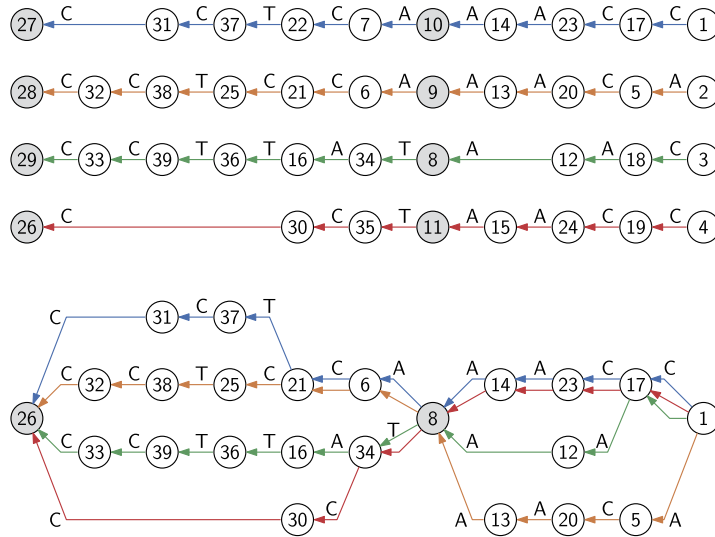 27 C 31 C 37 T 22 C 7 A 10 A 14 A 23 C 17 C 1
28 C 32 C 38 T 25 C 21 C 6 A 9 A 13 A 20 C 5 A 2
29 C 33 C 39 T 36 T 16 A 34 T 8 A 12 A 18 C 3
26 C 30 C 35 T 11 A 15 A 24 C 19 C 4
C 31 C 37 T
C 32 C 38 T 25 C 21 C 6 A A 14 A 23 C 17 C
26 8 1
C 33 C 39 T 36 T 16 A 34 T A 12 A
C 30 C A 13 A 20 C 5 A